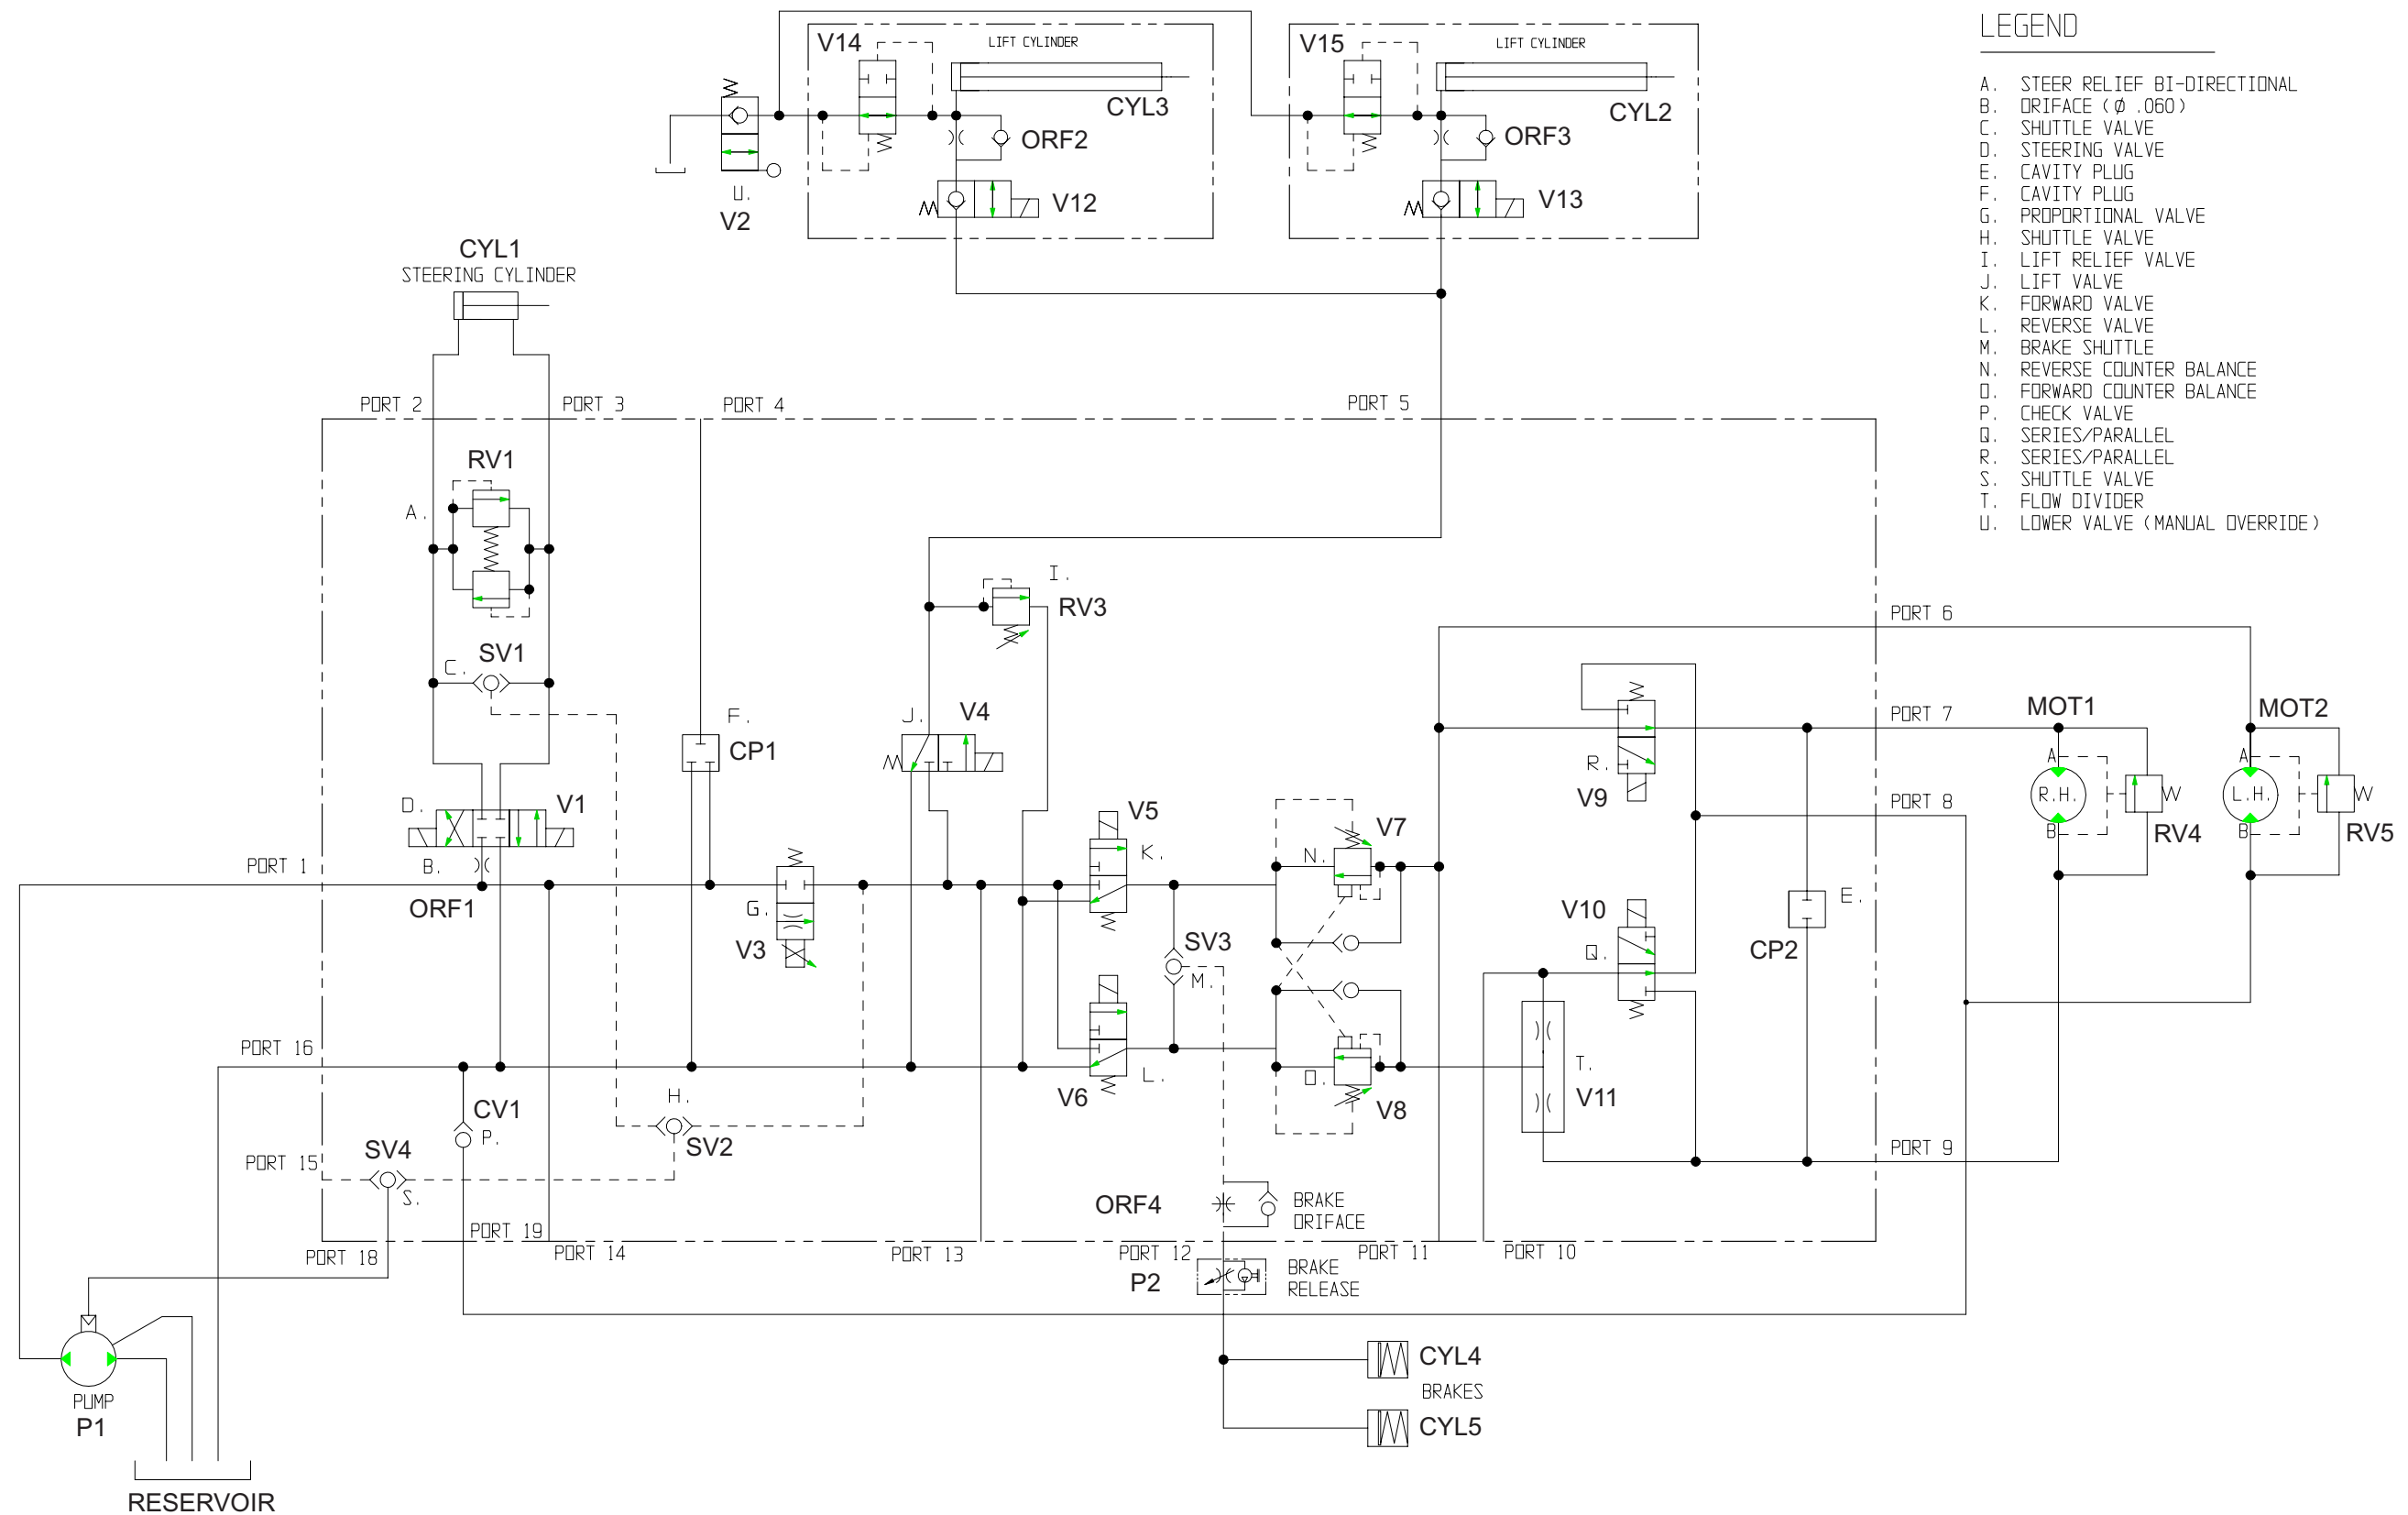 LEGEND
A. STEER RELIEF BI-DIRECTIONAL
B. ORIFACE (Ø .060)
C. SHUTTLE VALVE
D. STEERING VALVE
E. CAVITY PLUG
F. CAVITY PLUG
G. PROPORTIONAL VALVE
H. SHUTTLE VALVE
I. LIFT RELIEF VALVE
J. LIFT VALVE
K. FORWARD VALVE
L. REVERSE VALVE
M. BRAKE SHUTTLE
N. REVERSE COUNTER BALANCE
O. FORWARD COUNTER BALANCE
P. CHECK VALVE
Q. SERIES/PARALLEL
R. SERIES/PARALLEL
S. SHUTTLE VALVE
T. FLOW DIVIDER
U. LOWER VALVE (MANUAL OVERRIDE)
V14
LIFT CYLINDER
CYL3
ORF2
V12
V15
LIFT CYLINDER
CYL2
ORF3
V13
U.
V2
CYL1
STEERING CYLINDER
PORT 2
PORT 3
PORT 4
PORT 5
RV1
A.
SV1
C.
D.
V1
B.
ORF1
PORT 1
F.
CP1
G.
V3
I.
RV3
J.
V4
V5
K.
V6
L.
SV3
M.
V7
N.
V8
O.
R.
V9
V10
Q.
T.
V11
E.
CP2
PORT 6
PORT 7
PORT 8
PORT 9
MOT1
A
R.H.
B
RV4
MOT2
A
L.H.
B
RV5
PORT 16
CV1
P.
SV4
S.
PORT 15
H.
SV2
PORT 18
PORT 19
PORT 14
PORT 13
PORT 12
PORT 11
PORT 10
ORF4
BRAKE
ORIFACE
P2
BRAKE
RELEASE
CYL4
BRAKES
CYL5
PUMP
P1
RESERVOIR